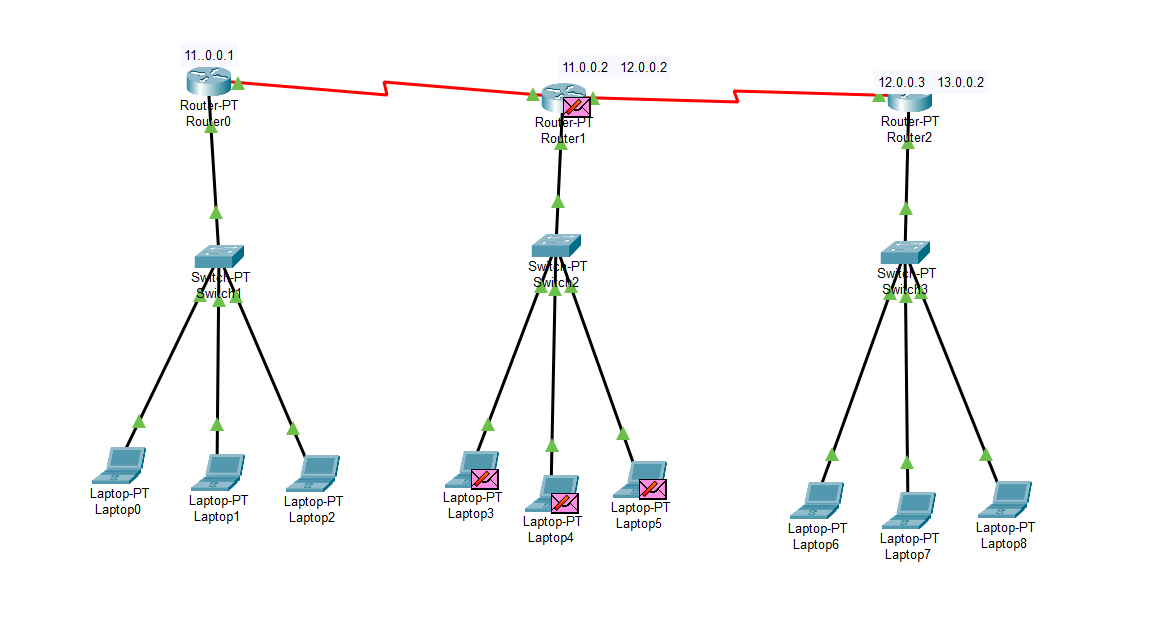 11..0.0.1
Router-PT
Router0
11.0.0.2 12.0.0.2
Router-PT
Router1
12.0.0.3 13.0.0.2
Router-PT
Router2
Switch-PT
Switch1
Switch-PT
Switch2
Switch-PT
Switch3
Laptop-PT
Laptop0
Laptop-PT
Laptop1
Laptop-PT
Laptop2
Laptop-PT
Laptop3
Laptop-PT
Laptop4
Laptop-PT
Laptop5
Laptop-PT
Laptop6
Laptop-PT
Laptop7
Laptop-PT
Laptop8